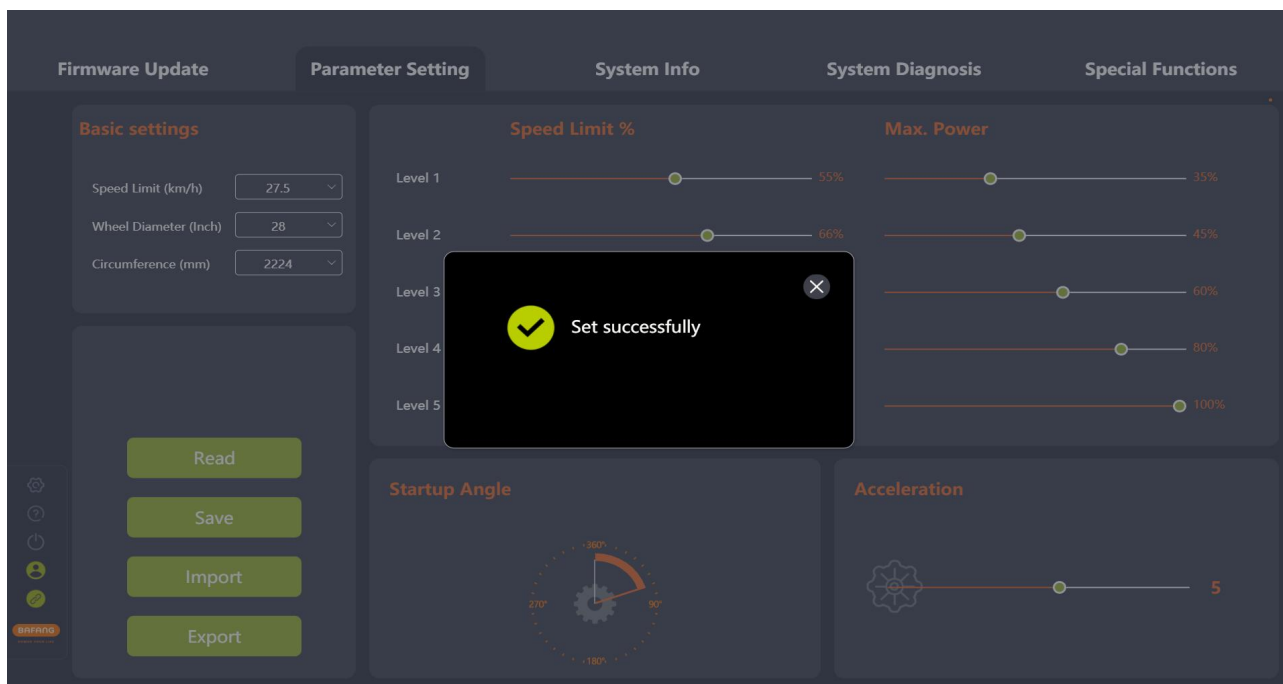 Firmware Update
Parameter Setting
System Info
System Diagnosis
Special Functions
Basic settings
Speed Limit (km/h) 27.5
Wheel Diameter (Inch) 28
Circumference (mm) 2224
Read
Save
Import
Export
Speed Limit %
Max. Power
Level 1 55% 35%
Level 2 66% 45%
Level 3 60%
Level 4 80%
Level 5 100%
Set successfully
Startup Angle
360°
270°
90°
180°
Acceleration
5
BAFANG